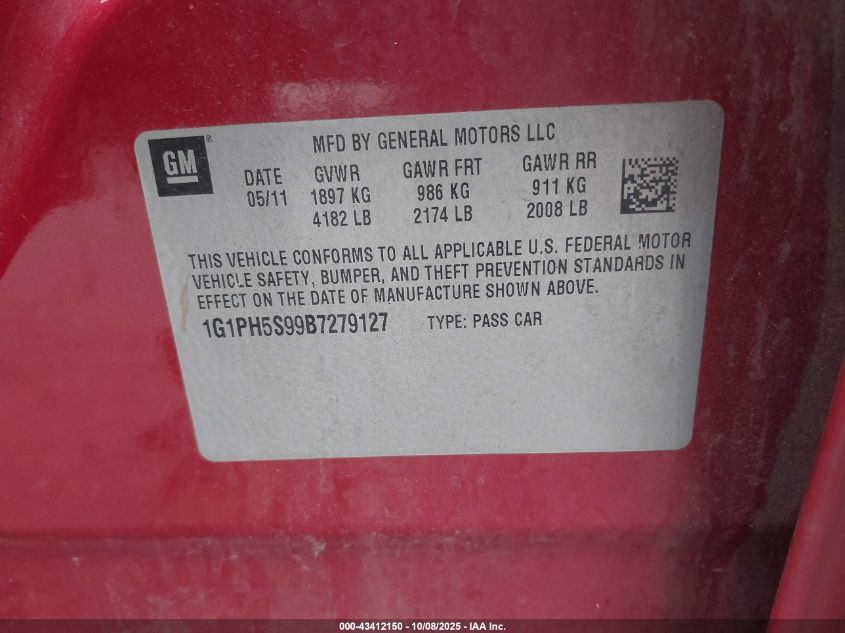 GM®
MFD BY GENERAL MOTORS LLC
DATE GVWR GAWR FRT GAWR RR
05/11 1897 KG 986 KG 911 KG
4182 LB 2174 LB 2008 LB
THIS VEHICLE CONFORMS TO ALL APPLICABLE U.S. FEDERAL MOTOR
VEHICLE SAFETY, BUMPER, AND THEFT PREVENTION STANDARDS IN
EFFECT ON THE DATE OF MANUFACTURE SHOWN ABOVE.
1G1PH5S99B7279127 TYPE: PASS CAR
000-43412150 - 10/08/2025 - IAA Inc.